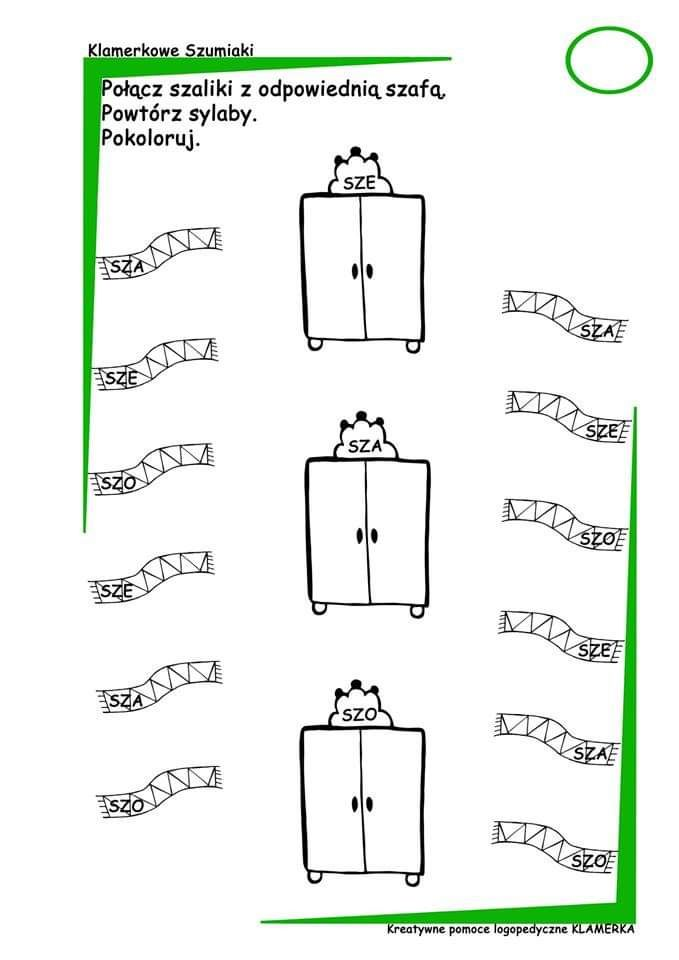 Klamerkowe Szumiaki
Połącz szaliki z odpowiednią szafą.
Powtórz sylaby.
Pokoloruj.
SZE
SZA
SZE
SZO
SZE
SZA
SZO
SZA
SZO
SZA
SZE
SZO
SZE
SZA
SZO
Kreatywne pomoce logopedyczne KLAMERKA